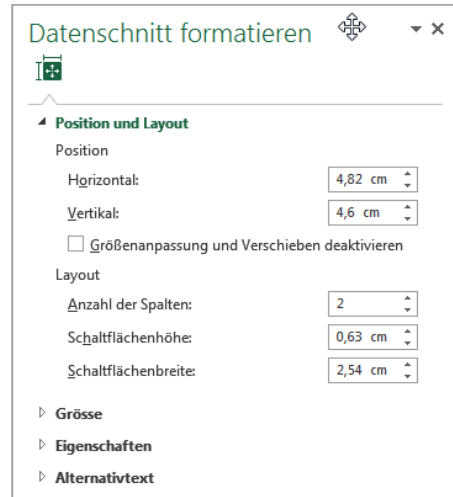 Datenschnitt formatieren
Position und Layout
Position
Horizontal: 4,82 cm
Vertikal: 4,6 cm
Größenanpassung und Verschieben deaktivieren
Layout
Anzahl der Spalten: 2
Schaltflächenhöhe: 0,63 cm
Schaltflächenbreite: 2,54 cm
Grösse
Eigenschaften
Alternativtext